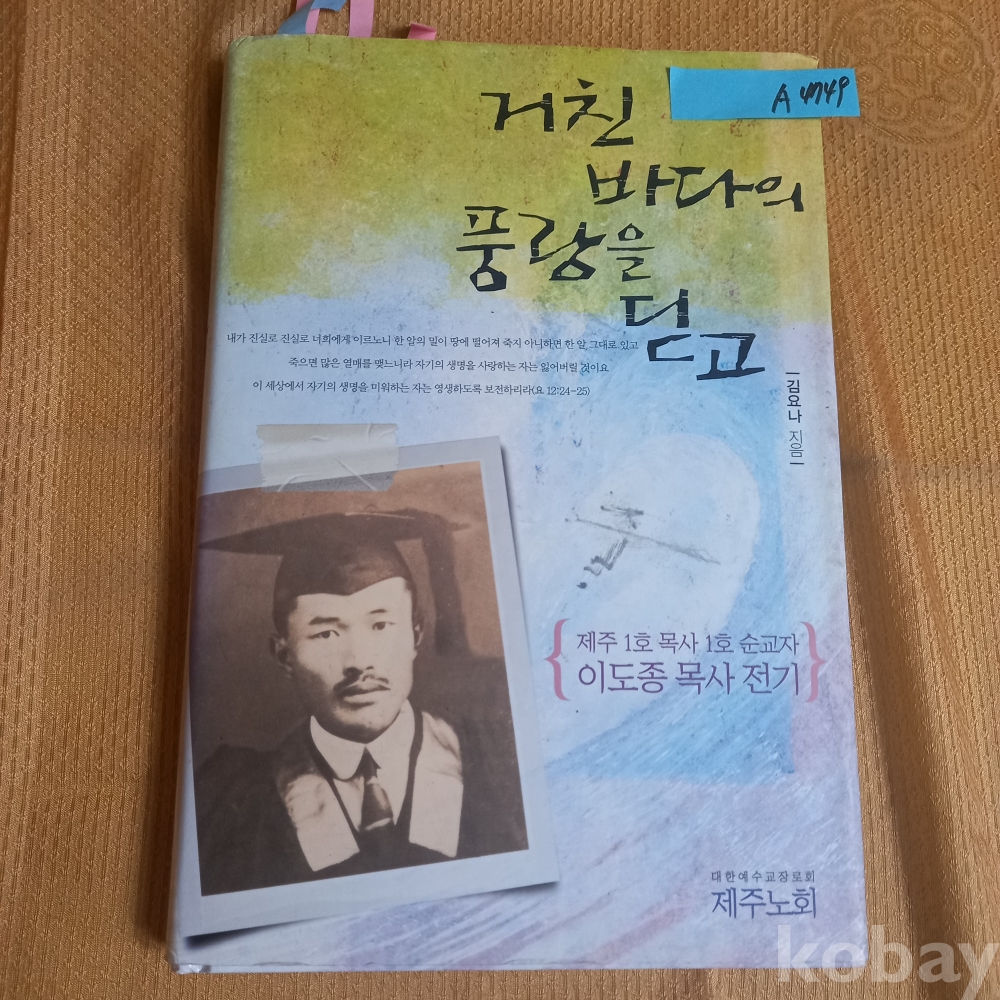 A 4749
거친
바다의
풍랑을
딛고
내가 진실로 진실로 너희에게 이르노니 한 알의 밀이 땅에 떨어져 죽지 아니하면 한 알 그대로 있고
죽으면 많은 열매를 맺느니라 자기의 생명을 사랑하는 자는 잃어버릴 것이요
이 세상에서 자기의 생명을 미워하는 자는 영생하도록 보전하리라(요 12:24-25)
김요나 지음
제주 1호 목사 1호 순교자
이도종 목사 전기
대한예수교장로회
제주노회
kobay